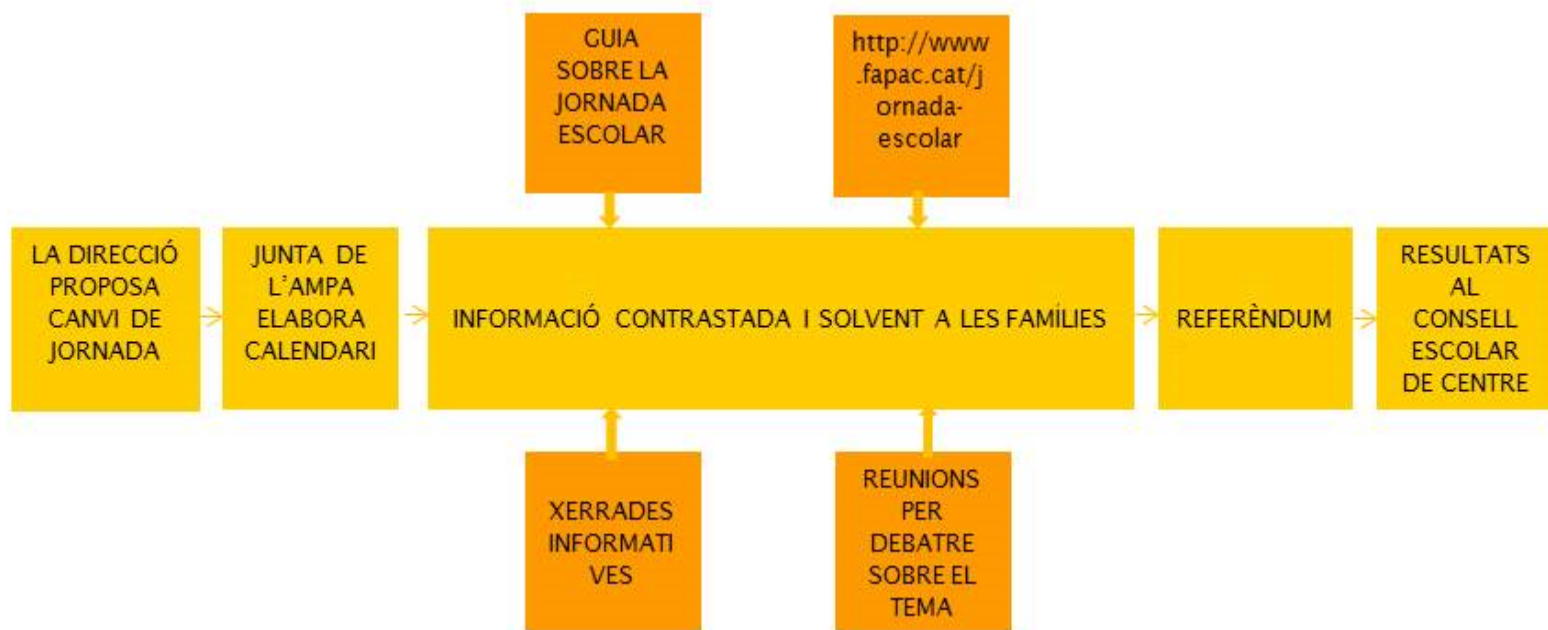 GUIA
SOBRE LA
JORNADA
ESCOLAR
http://www
.fapac.cat/j
ornada-
escolar
LA DIRECCIÓ
PROPOSA
CANVI DE
JORNADA
JUNTA DE
L'AMPA
ELABORA
CALENDARI
INFORMACIÓ CONTRASTADA I SOLVENT A LES FAMÍLIES
REFERÈNDUM
RESULTATS
AL
CONSELL
ESCOLAR
DE CENTRE
XERRADES
INFORMATI
VES
REUNIONS
PER
DEBATRE
SOBRE EL
TEMA